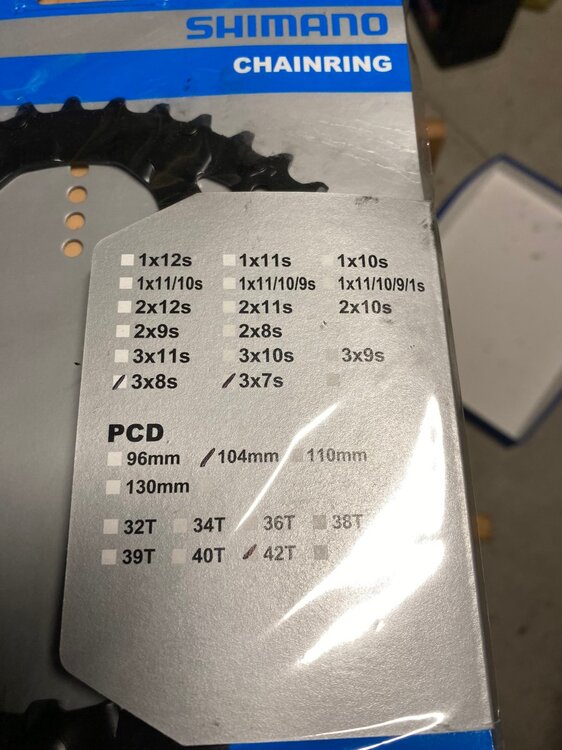 SHIMANO
CHAINRING
1x12s 1x11s 1x10s
1x11/10s 1x11/10/9s 1x11/10/9/1s
2x12s 2x11s 2x10s
2x9s 2x8s
3x11s 3x10s 3x9s
3x8s 3x7s
PCD
96mm 104mm 110mm
130mm
32T 34T 36T 38T
39T 40T 42T